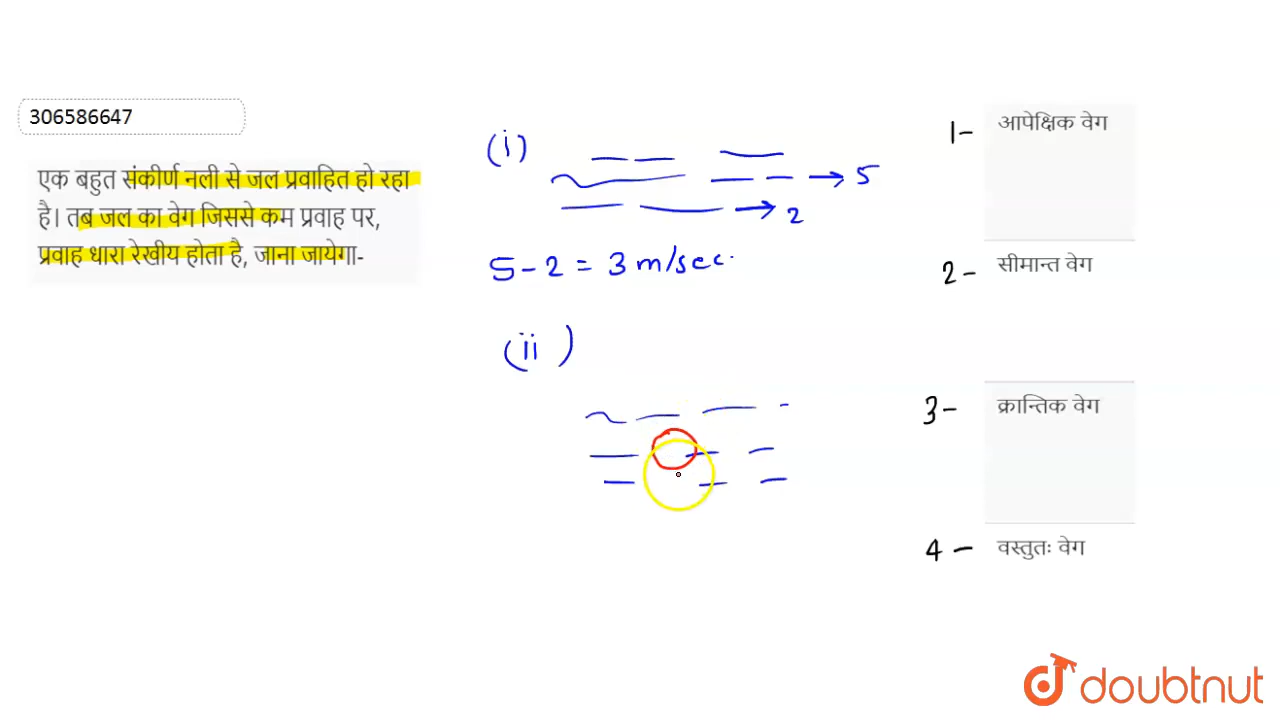 306586647
एक बहुत संकीर्ण नली से जल प्रवाहित हो रहा
है। तब जल का वेग जिससे कम प्रवाह पर,
प्रवाह धारा रेखीय होता है, जाना जायेगा-
(i)
→ 5
→ 2
5 - 2 = 3 m/sec.
(ii)
1- आपेक्षिक वेग
2- सीमान्त वेग
3- क्रान्तिक वेग
4- वस्तुतः वेग
doubtnut